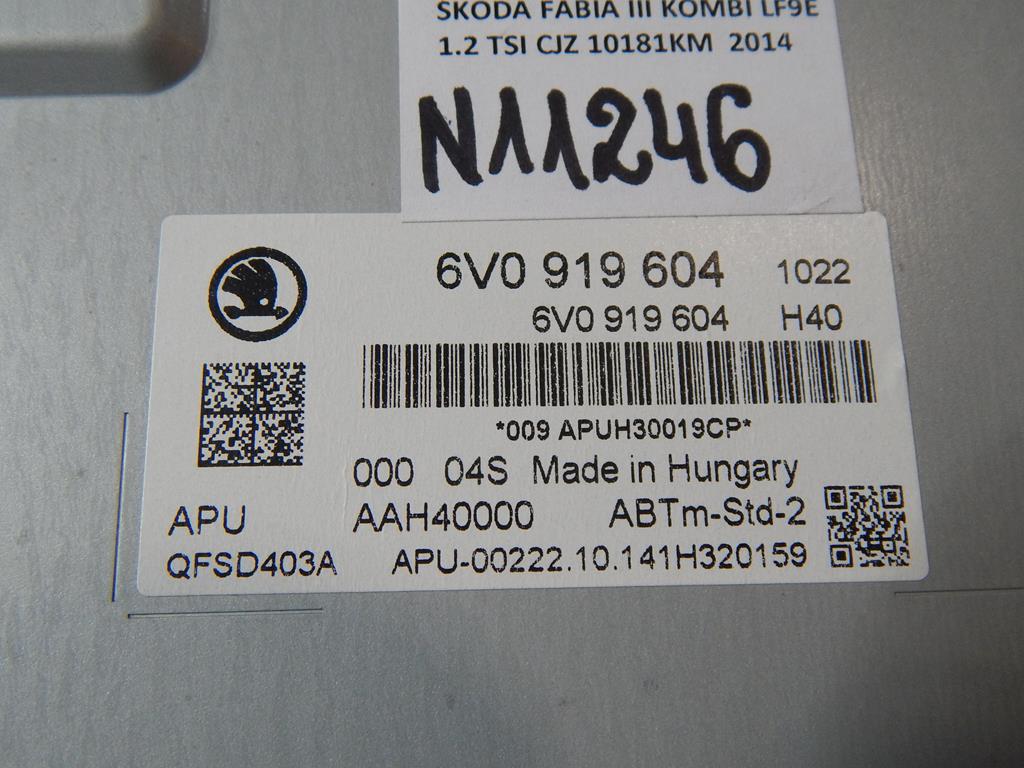 SKODA FABIA III KOMBI LF9E
1.2 TSI CJZ 10181KM 2014
N11246
6V0 919 604 1022
6V0 919 604 H40
*009 APUH30019CP*
000 04S Made in Hungary
APU AAH40000 ABTm-Std-2
QFSD403A APU-00222.10.141H320159